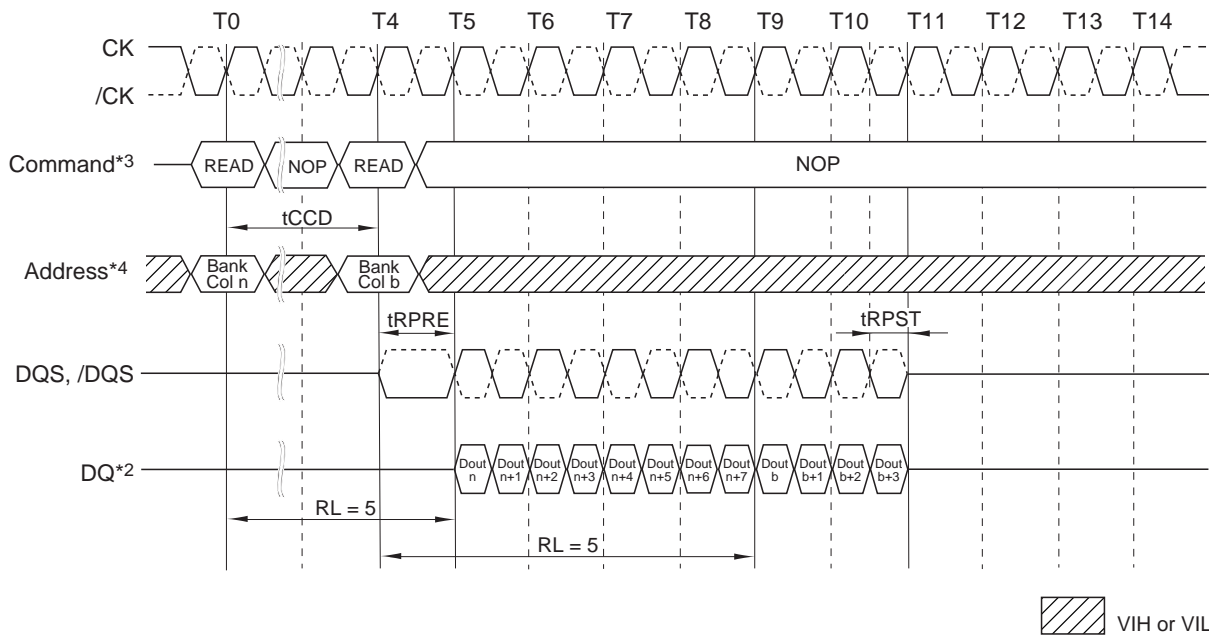 T0 T4 T5 T6 T7 T8 T9 T10 T11 T12 T13 T14
CK
/CK
Command*3 READ NOP READ NOP
tCCD
Address*4 Bank Col n Bank Col b
tRPRE tRPST
DQS, /DQS
DQ*2 Dout n Dout n+1 Dout n+2 Dout n+3 Dout n+4 Dout n+5 Dout n+6 Dout n+7 Dout b Dout b+1 Dout b+2 Dout b+3
RL = 5
RL = 5
VIH or VIL